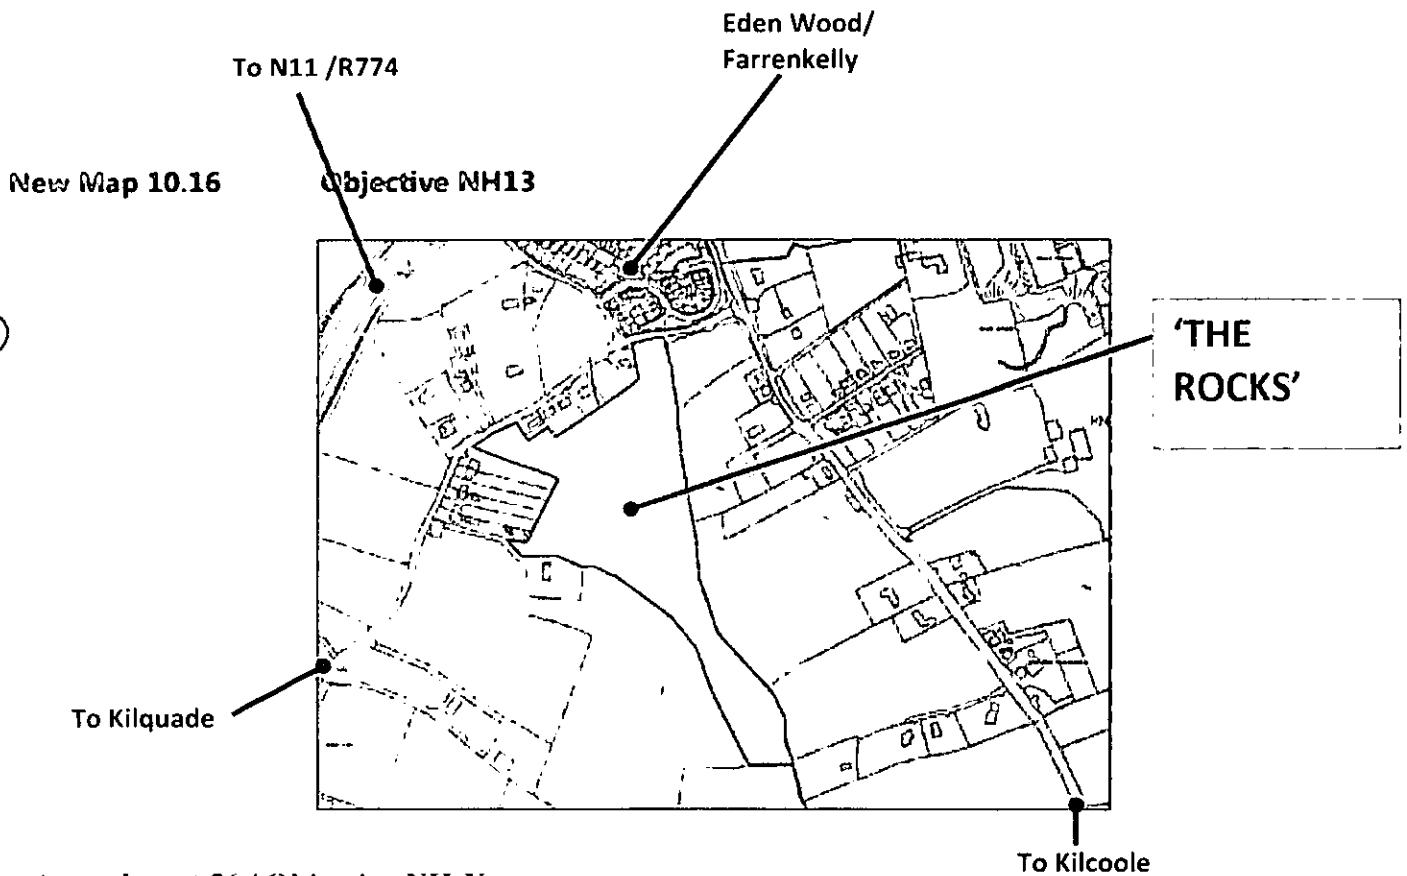 Eden Wood/
Farrenkelly
To N11 /R774
New Map 10.16 Objective NH13
'THE
ROCKS'
To Kilquade
To Kilcoole